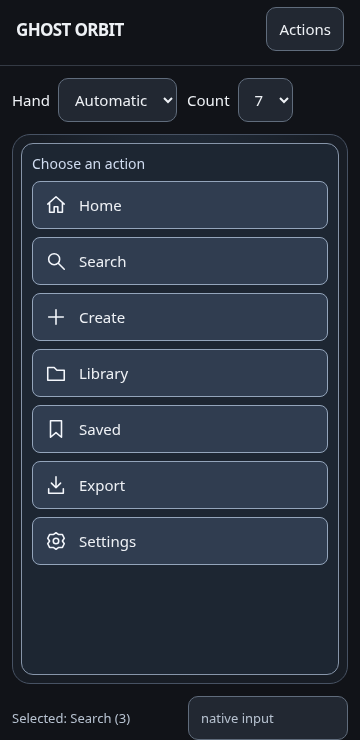 GHOST ORBIT
Actions
Hand
Automatic
Count
7
Choose an action
Home
Search
Create
Library
Saved
Export
Settings
Selected: Search (3)
native input